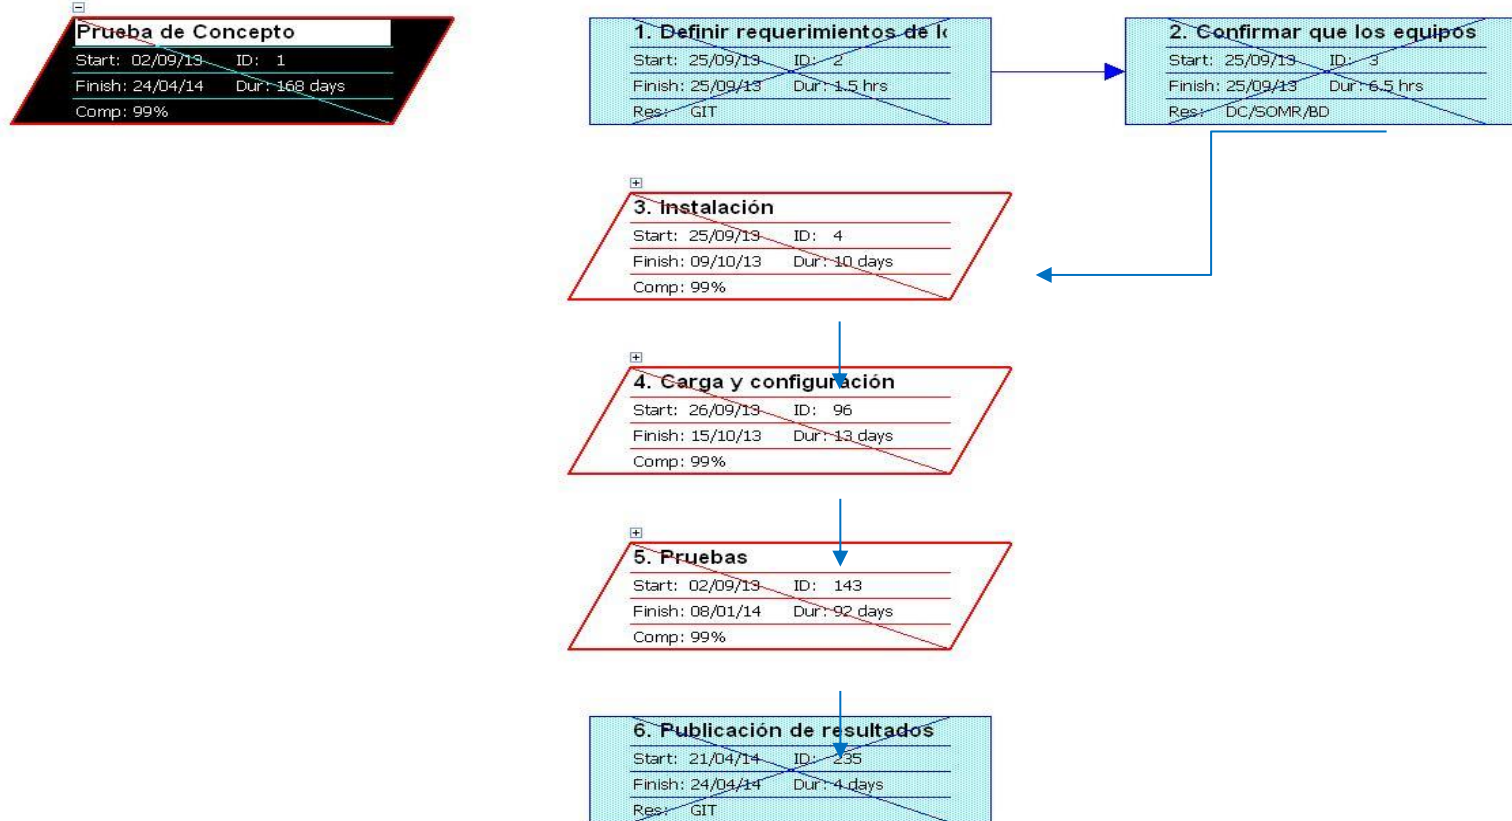 Prueba de Concepto
Start: 02/09/13 ID: 1
Finish: 24/04/14 Dur: 168 days
Comp: 99%
1. Definir requerimientos de lo
Start: 25/09/13 ID: 2
Finish: 25/09/13 Dur: 1.5 hrs
Res: GIT
2. Confirmar que los equipos
Start: 25/09/13 ID: 3
Finish: 25/09/13 Dur: 6.5 hrs
Res: DC/SOMR/BD
3. Instalación
Start: 25/09/13 ID: 4
Finish: 09/10/13 Dur: 10 days
Comp: 99%
4. Carga y configuración
Start: 26/09/13 ID: 96
Finish: 15/10/13 Dur: 13 days
Comp: 99%
5. Pruebas
Start: 02/09/13 ID: 143
Finish: 08/01/14 Dur: 92 days
Comp: 99%
6. Publicación de resultados
Start: 21/04/14 ID: 235
Finish: 24/04/14 Dur: 4 days
Res: GIT